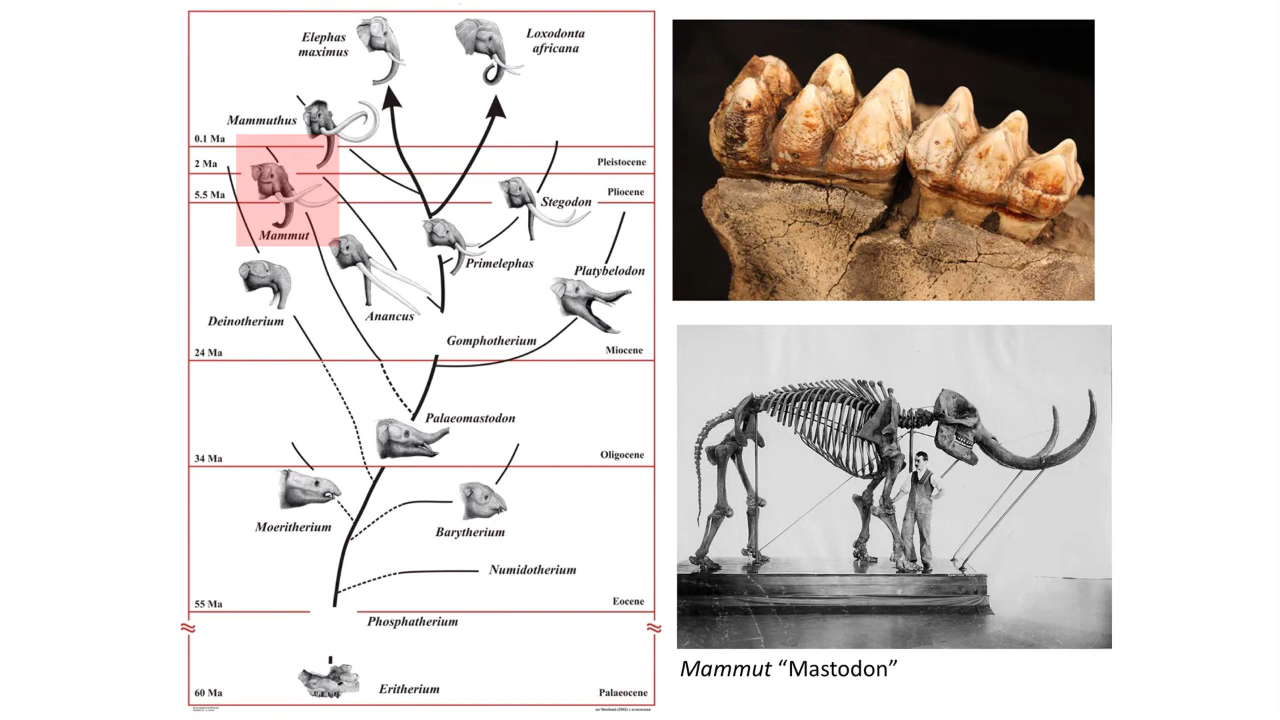 Elephas
maximus
Loxodonta
africana
Mammuthus
0.1 Ma
Pleistocene
2 Ma
Pliocene
5.5 Ma
Stegodon
Mammut
Primelephas
Platybelodon
Deinotherium
Anancus
Gomphotherium
24 Ma
Miocene
Palaeomastodon
34 Ma
Oligocene
Moeritherium
Barytherium
Numidotherium
55 Ma
Eocene
Phosphatherium
Eritherium
60 Ma
Palaeocene
Mammut “Mastodon”